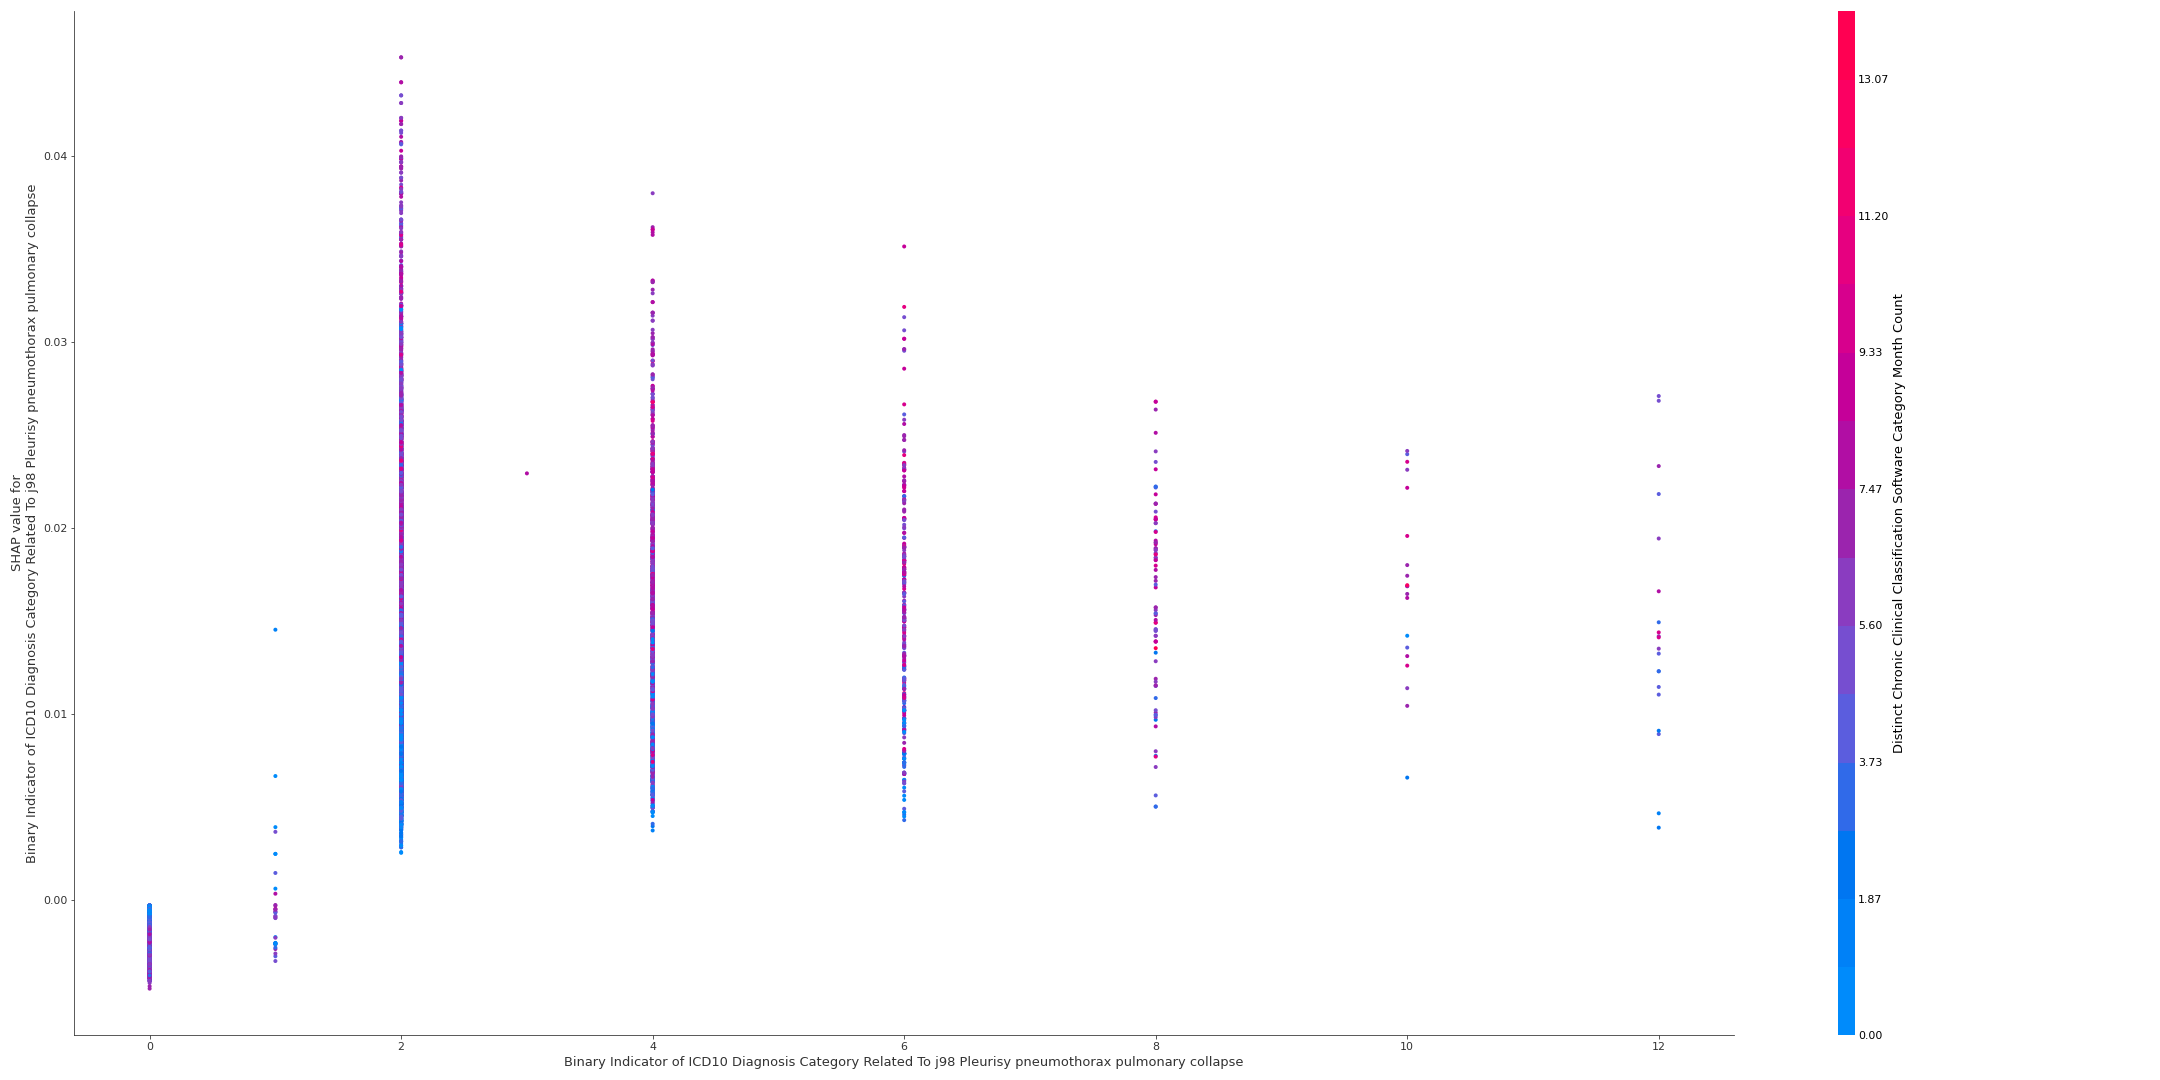 SHAP value for
Binary Indicator of ICD10 Diagnosis Category Related To j98 Pleurisy pneumothorax pulmonary collapse
0.04
0.03
0.02
0.01
0.00
0 2 4 6 8 10 12
Binary Indicator of ICD10 Diagnosis Category Related To j98 Pleurisy pneumothorax pulmonary collapse
13.07
11.20
9.33
7.47
5.60
3.73
1.87
0.00
Distinct Chronic Clinical Classification Software Category Month Count